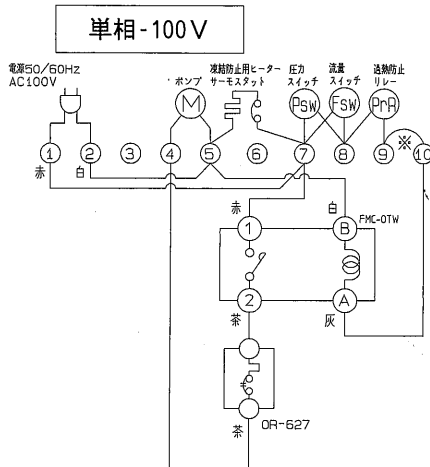 単相-100V
電源50/60Hz
AC100V
ポンプ
凍結防止用ヒーター
サーモスタット
圧力
スイッチ
流量
スイッチ
過熱防止
リレー
M
PSW
FSW
PrR
1 2 3 4 5 6 7 8 9 ※ 10
赤 白
赤 白
1 B FMC-OTW
2 A
茶 灰
OR-627
茶